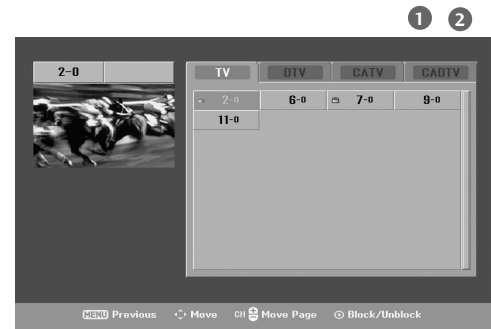 1 2
2-0
TV DTV CATV CADTV
2-0 6-0 7-0 9-0
11-0
MENU Previous Move CH Move Page Block/Unblock